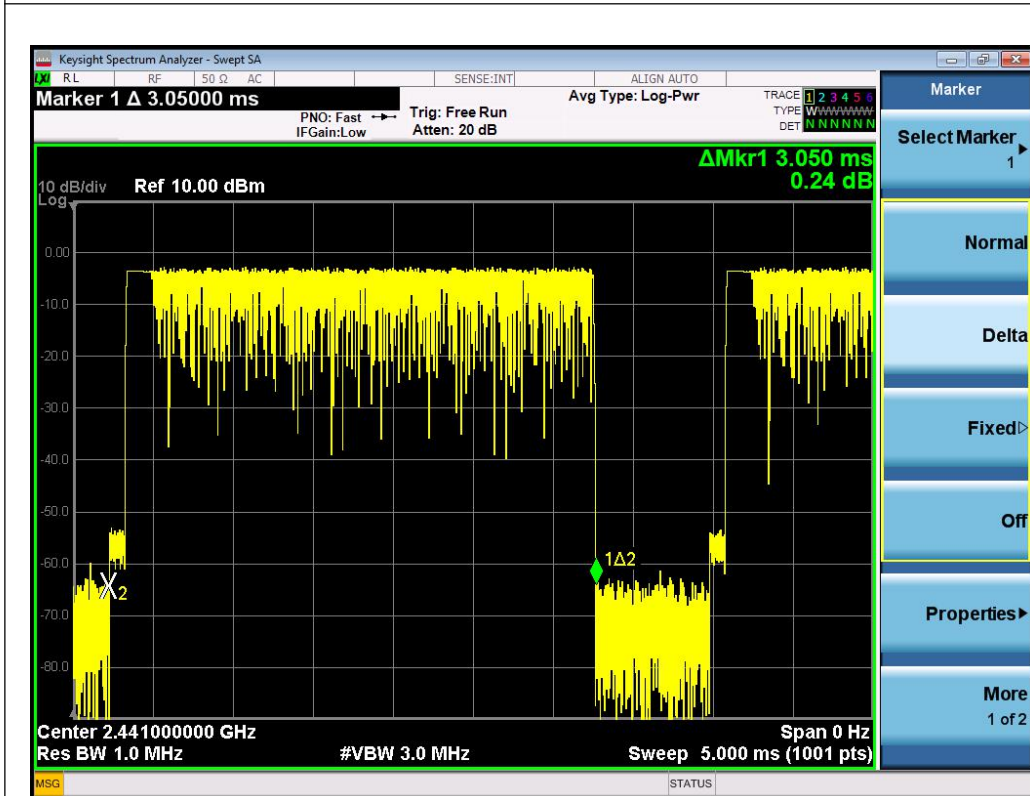 Keysight Spectrum Analyzer - Swept SA
LXI RL RF 50 Ω AC SENSE:INT ALIGN AUTO
Marker 1 Δ 3.05000 ms
PNO: Fast
IFGain:Low
Trig: Free Run
Atten: 20 dB
Avg Type: Log-Pwr
TRACE 1 2 3 4 5 6
TYPE WWWWWW
DET N N N N N N
ΔMkr1 3.050 ms
0.24 dB
10 dB/div Ref 10.00 dBm
Log
0.00
-10.0
-20.0
-30.0
-40.0
-50.0
-60.0
-70.0
-80.0
1Δ2
X2
Center 2.441000000 GHz Span 0 Hz
Res BW 1.0 MHz #VBW 3.0 MHz Sweep 5.000 ms (1001 pts)
MSG STATUS
Marker
Select Marker
1
Normal
Delta
Fixed
Off
Properties
More
1 of 2